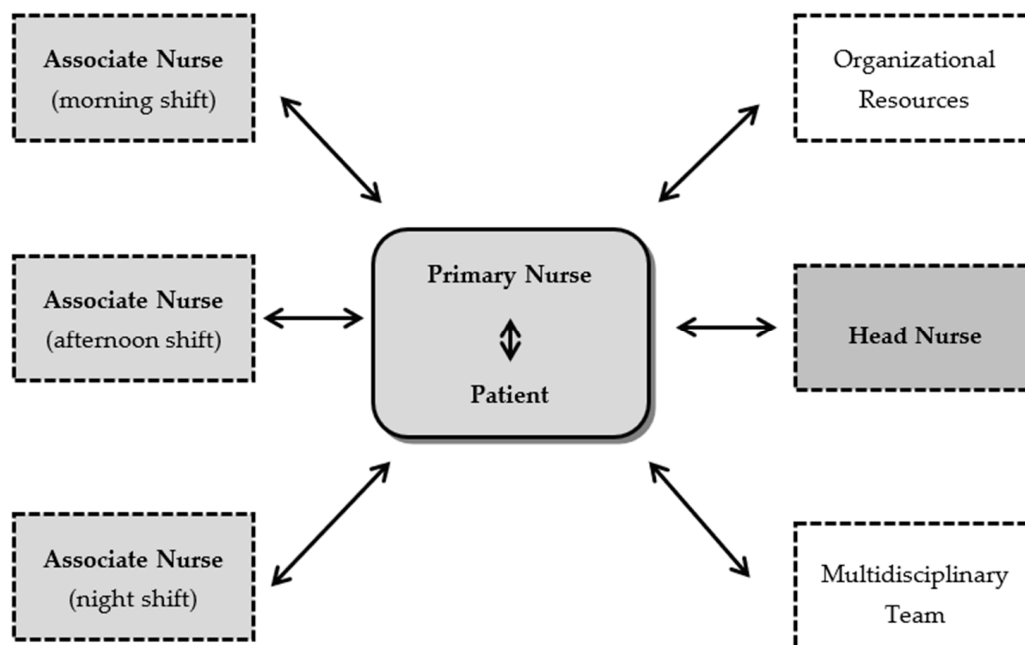 Associate Nurse
(morning shift)
Organizational
Resources
Primary Nurse
Patient
Associate Nurse
(afternoon shift)
Head Nurse
Associate Nurse
(night shift)
Multidisciplinary
Team